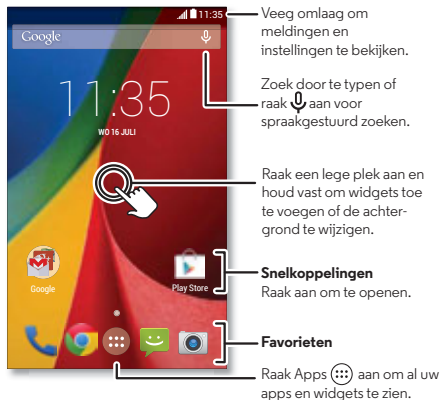 11:35
Google
11:35
WO 16 JULI
Google
Play Store
Veeg omlaag om
meldingen en
instellingen te bekijken.
Zoek door te typen of
raak aan voor
spraakgestuurd zoeken.
Raak een lege plek aan en
houd vast om widgets toe
te voegen of de achter-
grond te wijzigen.
Snelkoppelingen
Raak aan om te openen.
Favorieten
Raak Apps aan om al uw
apps en widgets te zien.